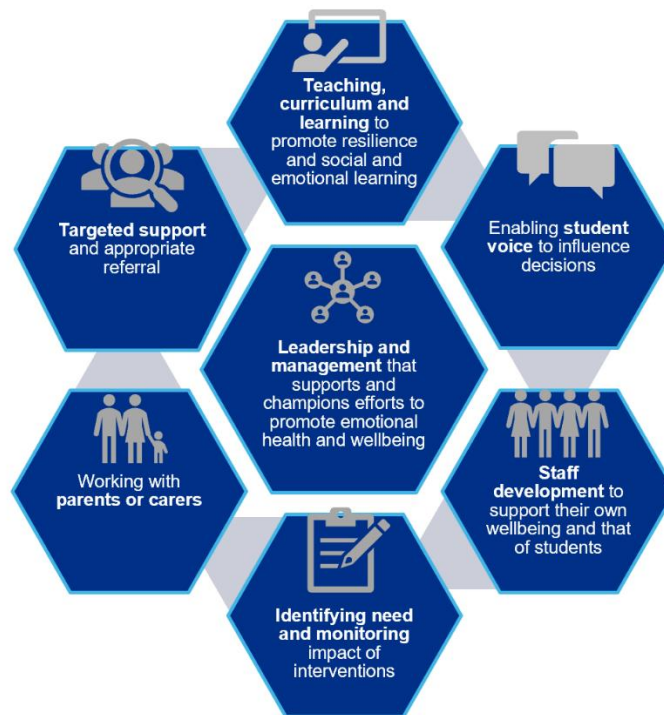 Teaching,
curriculum and
learning to
promote resilience
and social and
emotional learning
Enabling student
voice to influence
decisions
Staff
development to
support their own
wellbeing and that
of students
Identifying need
and monitoring
impact of
interventions
Working with
parents or carers
Targeted support
and appropriate
referral
Leadership and
management that
supports and
champions efforts to
promote emotional
health and wellbeing